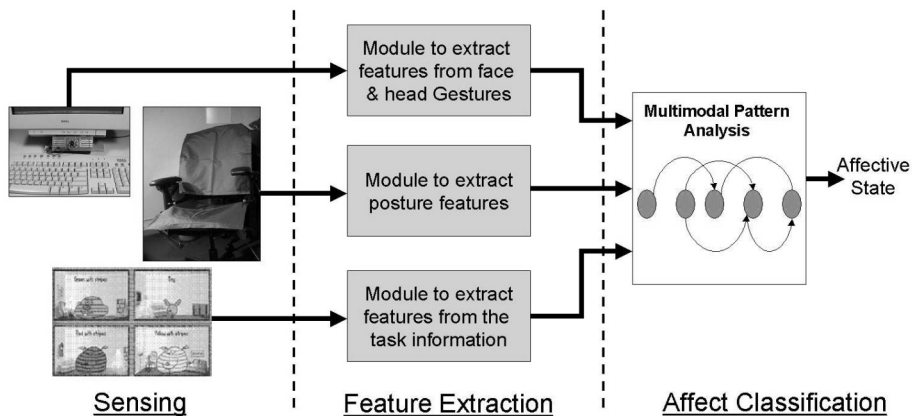 Module to extract
features from face
& head Gestures
Multimodal Pattern
Analysis
Affective
State
Module to extract
posture features
Module to extract
features from the
task information
Sensing
Feature Extraction
Affect Classification